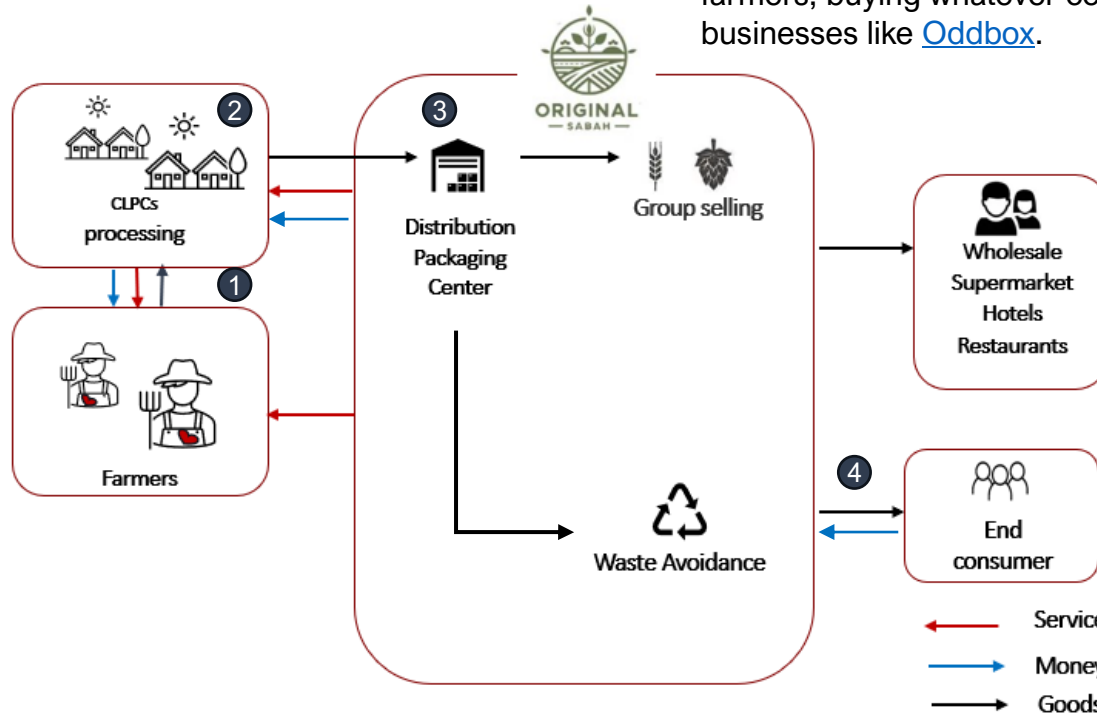 businesses like Oddbox.
ORIGINAL
— SABAH —
2
CLPCs
processing
1
Farmers
3
Distribution
Packaging
Center
Group selling
Waste Avoidance
Wholesale
Supermarket
Hotels
Restaurants
4
End
consumer
Service
Money
Goods